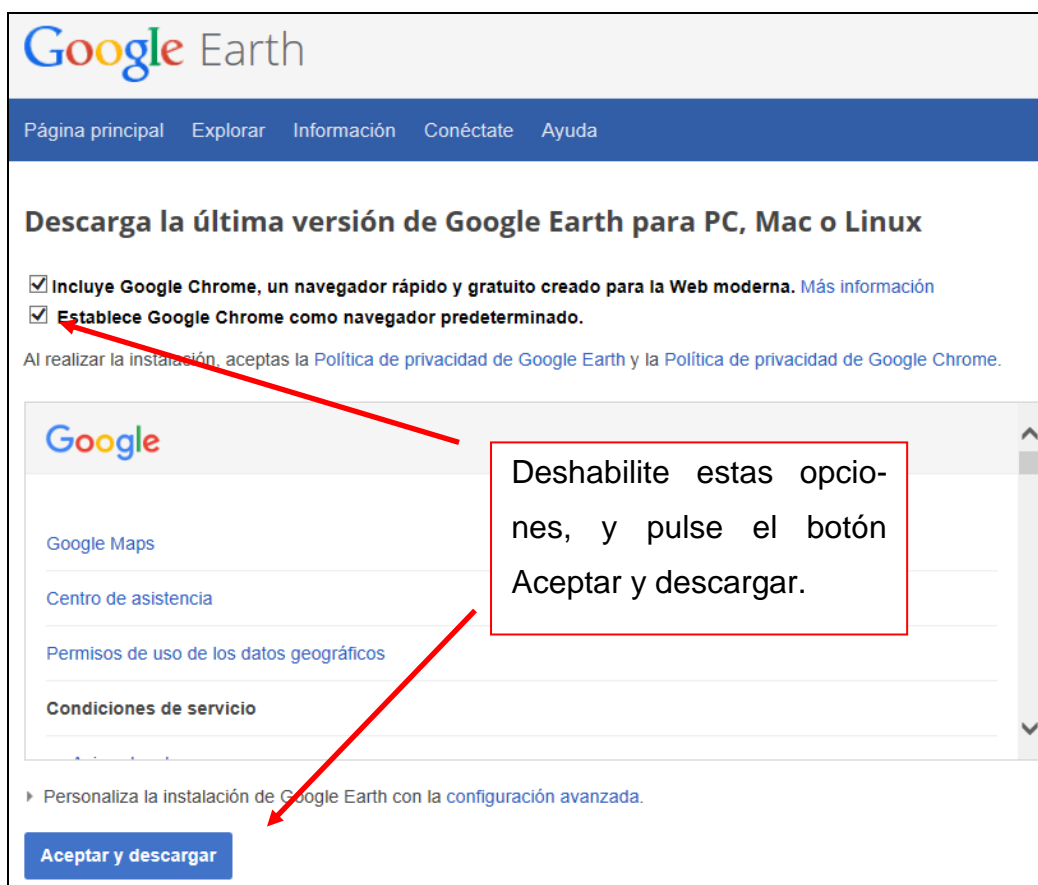 Google Earth
Página principal Explorar Información Conéctate Ayuda
Descarga la última versión de Google Earth para PC, Mac o Linux
Incluye Google Chrome, un navegador rápido y gratuito creado para la Web moderna. Más información
Establece Google Chrome como navegador predeterminado.
Al realizar la instalación, aceptas la Política de privacidad de Google Earth y la Política de privacidad de Google Chrome.
Google
Deshabilite estas opcio-
nes, y pulse el botón
Aceptar y descargar.
Google Maps
Centro de asistencia
Permisos de uso de los datos geográficos
Condiciones de servicio
Personaliza la instalación de Google Earth con la configuración avanzada.
Aceptar y descargar